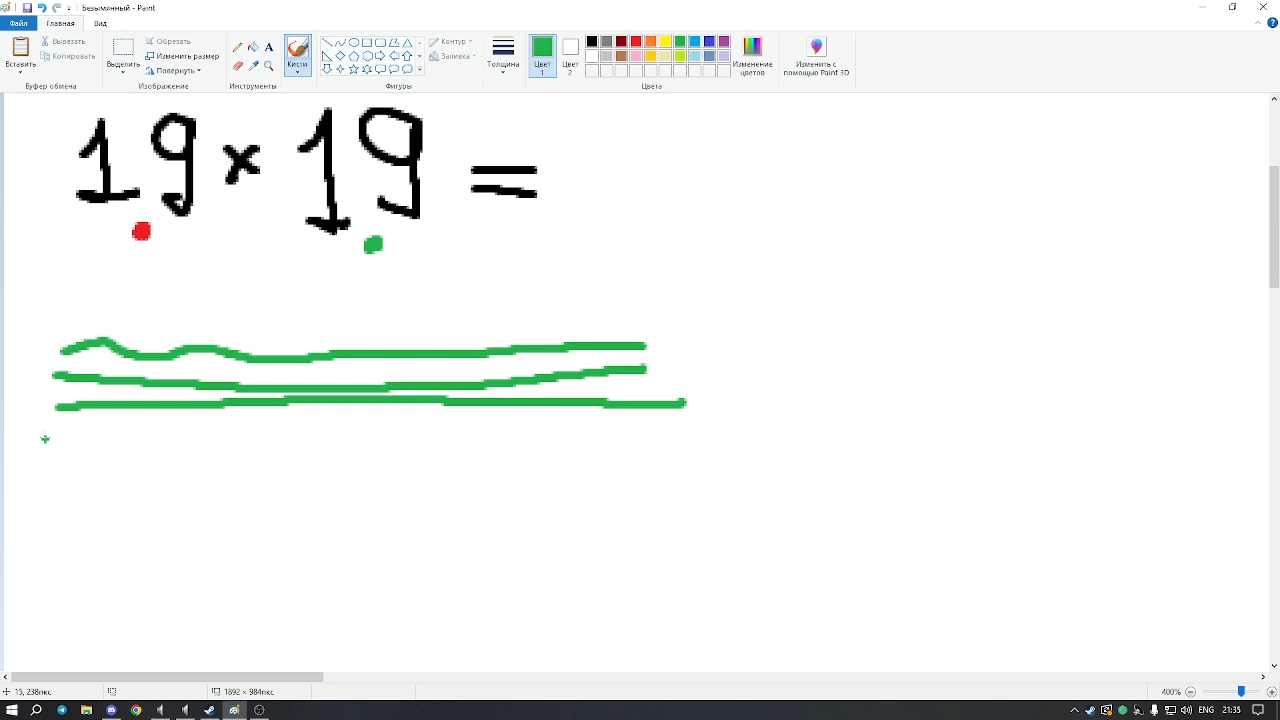 Безымянный - Paint
Файл Главная Вид
Вставить Вырезать Копировать Выделить Обрезать Изменить размер Повернуть A Кисти Контур Заливка Толщина Цвет 1 Цвет 2 Изменение цветов Изменить с помощью Paint 3D
Буфер обмена Изображение Инструменты Фигуры Цвета
19 × 19 =
15, 238пкс 1892 × 984пкс 400%
ENG 21:35